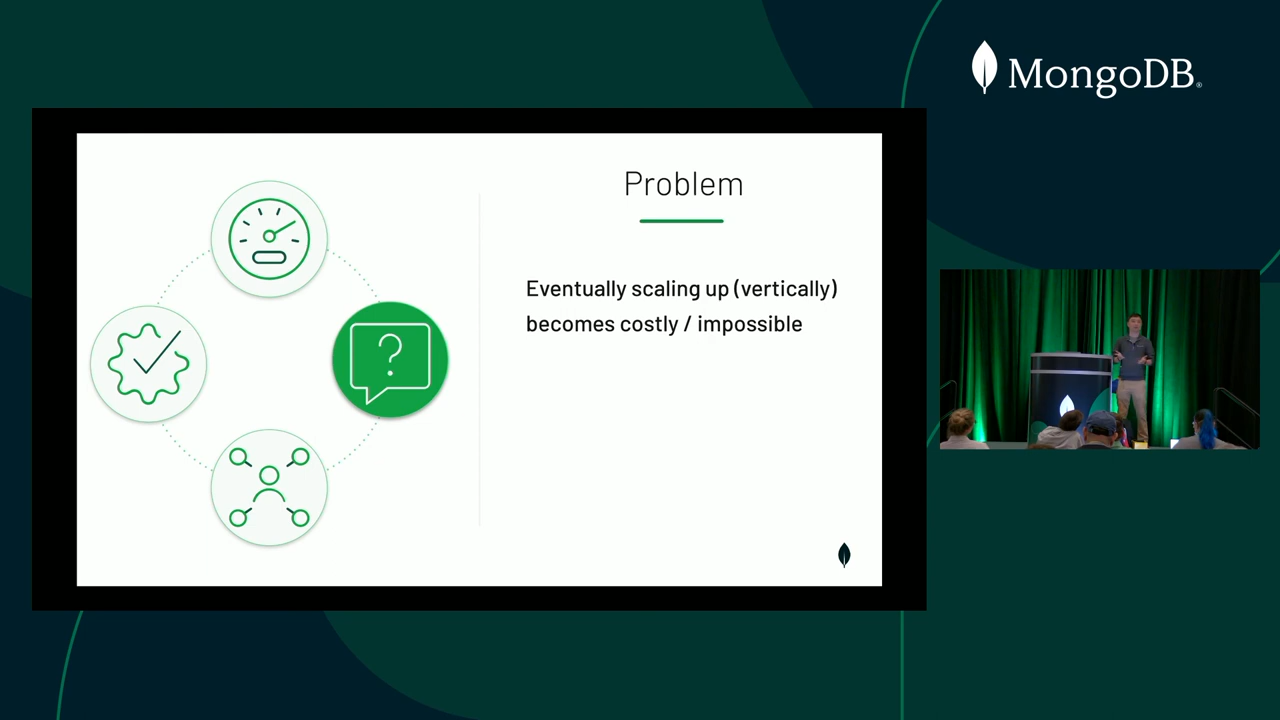 MongoDB®
Problem
Eventually scaling up (vertically)
becomes costly / impossible